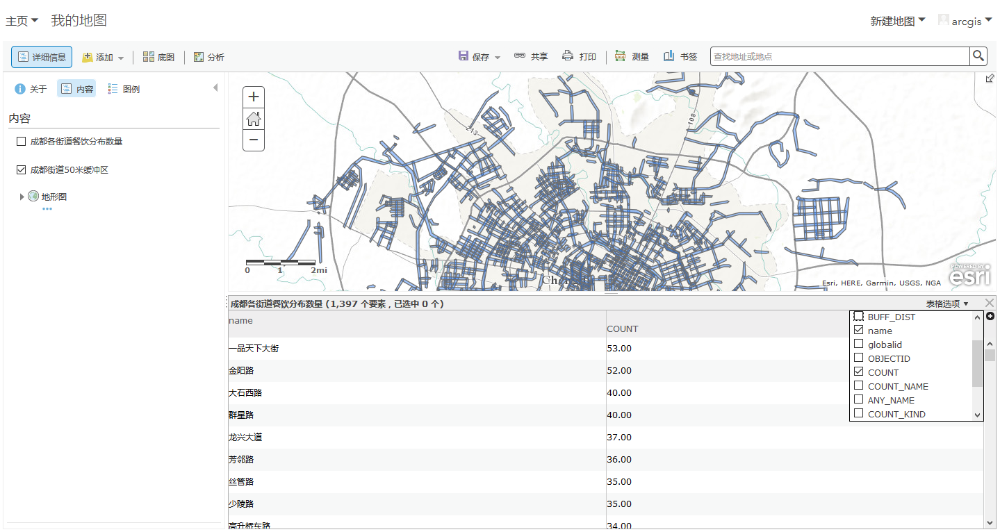 主页 我的地图 新建地图 arcgis
详细信息 添加 底图 分析 保存 共享 打印 测量 书签 查找地址或地点
关于 内容 图例
内容
成都各街道餐饮分布数量
成都街道50米缓冲区
地形图
+
−
213
108
0 1 2mi
Esri, HERE, Garmin, USGS, NGA
POWERED BY
esri
成都各街道餐饮分布数量 (1,397 个要素，已选中 0 个)
表格选项
name COUNT
一品天下大街 53.00
金阳路 52.00
大石西路 40.00
群星路 40.00
龙兴大道 37.00
芳邻路 36.00
丝管路 35.00
少陵路 35.00
高升桥东路 34.00
BUFF_DIST
name
globalid
OBJECTID
COUNT
COUNT_NAME
ANY_NAME
COUNT_KIND